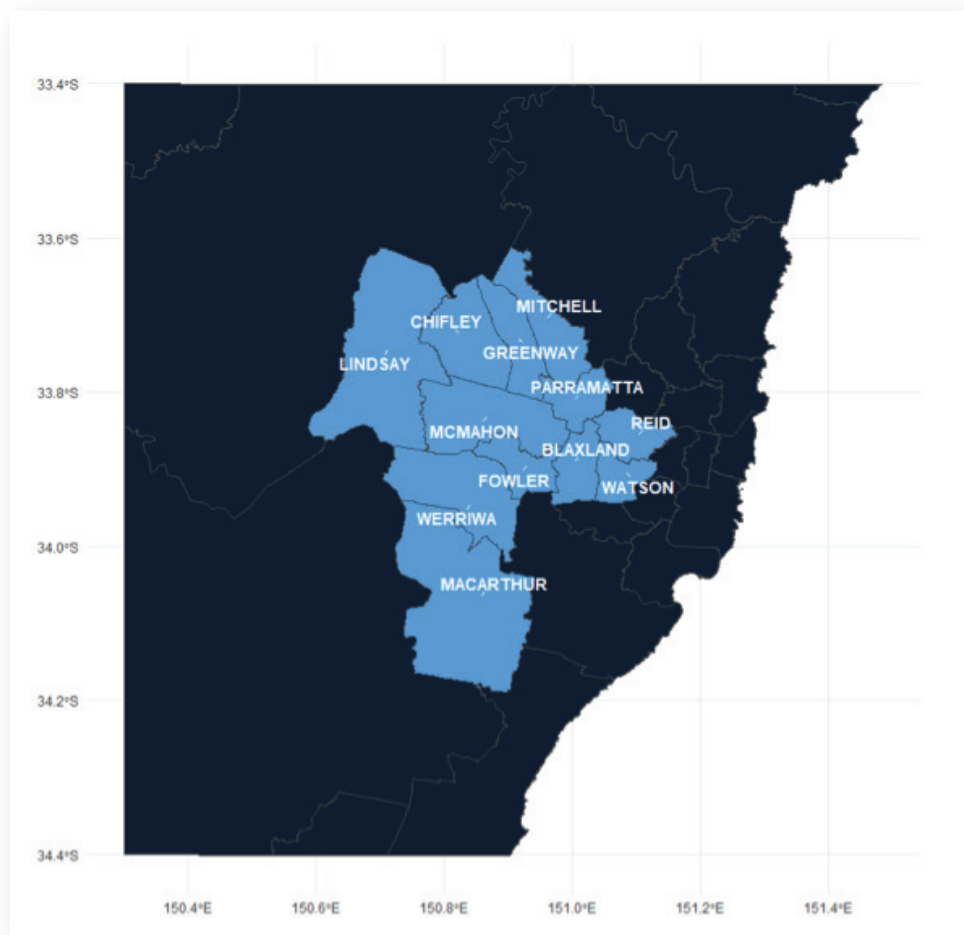 33.4°S
33.6°S
33.8°S
34.0°S
34.2°S
34.4°S
MITCHELL
CHIFLEY
GREENWAY
LINDSAY
PARRAMATTA
REID
MCMAHON
BLAXLAND
FOWLER
WATSON
WERRIWA
MACARTHUR
150.4°E 150.6°E 150.8°E 151.0°E 151.2°E 151.4°E